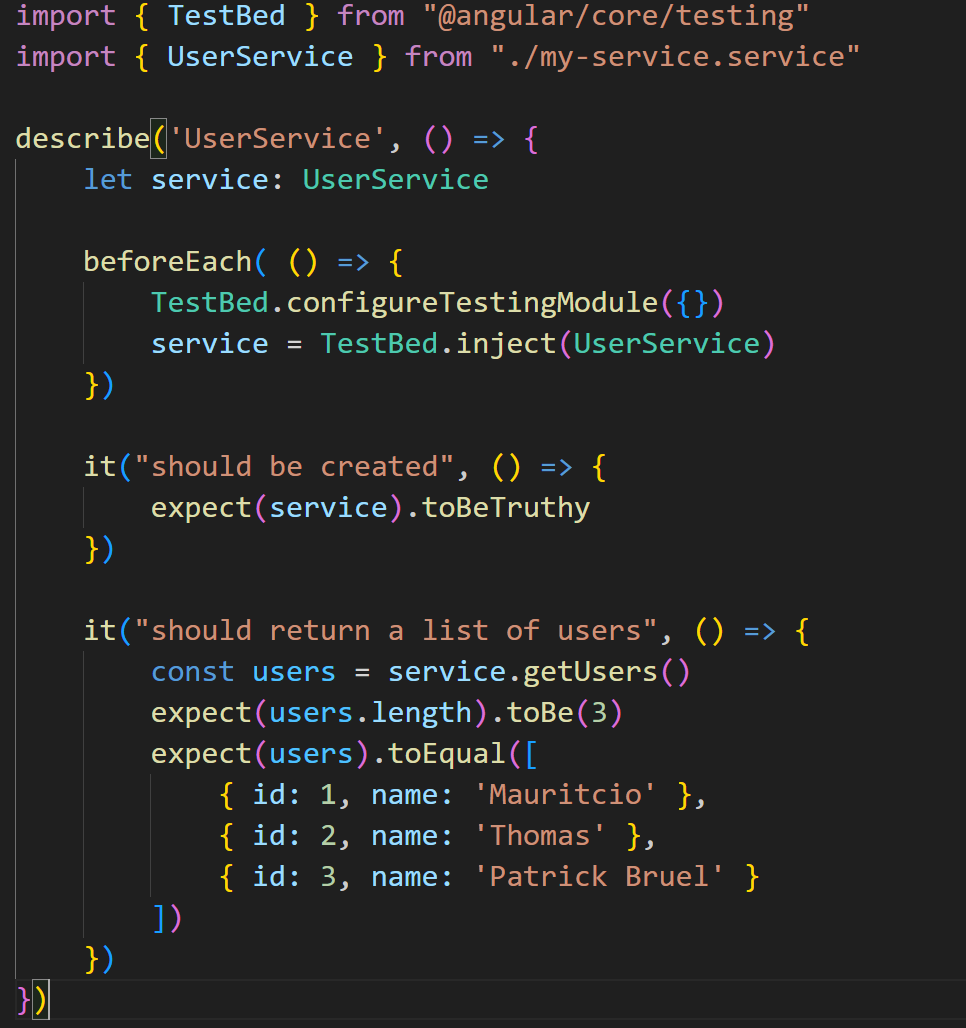 import { TestBed } from "@angular/core/testing"
import { UserService } from "./my-service.service"

describe('UserService', () => {
    let service: UserService

    beforeEach( () => {
        TestBed.configureTestingModule({})
        service = TestBed.inject(UserService)
    })

    it("should be created", () => {
        expect(service).toBeTruthy
    })

    it("should return a list of users", () => {
        const users = service.getUsers()
        expect(users.length).toBe(3)
        expect(users).toEqual([
            { id: 1, name: 'Mauritcio' },
            { id: 2, name: 'Thomas' },
            { id: 3, name: 'Patrick Bruel' }
        ])
    })
})